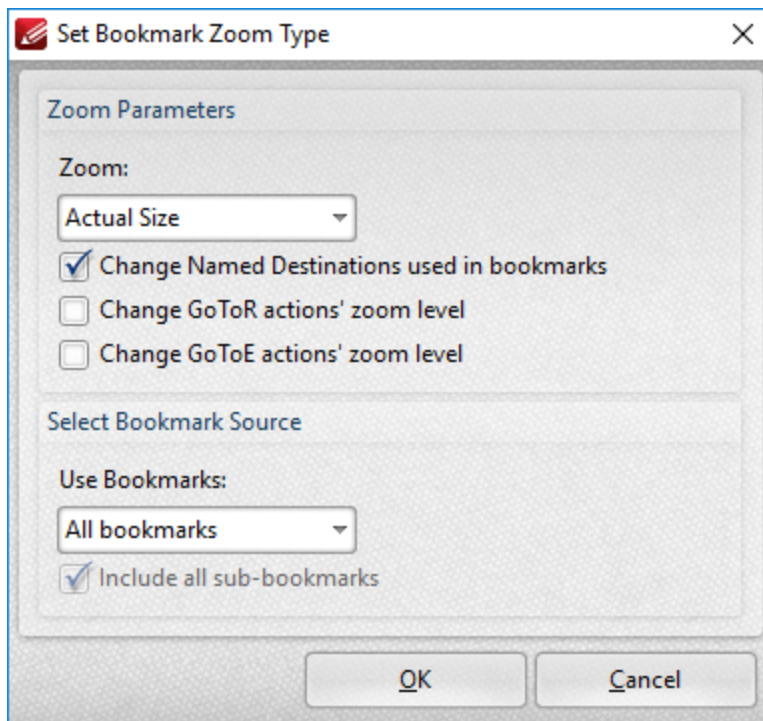 Set Bookmark Zoom Type
Zoom Parameters
Zoom:
Actual Size
Change Named Destinations used in bookmarks
Change GoToR actions' zoom level
Change GoToE actions' zoom level
Select Bookmark Source
Use Bookmarks:
All bookmarks
Include all sub-bookmarks
OK Cancel